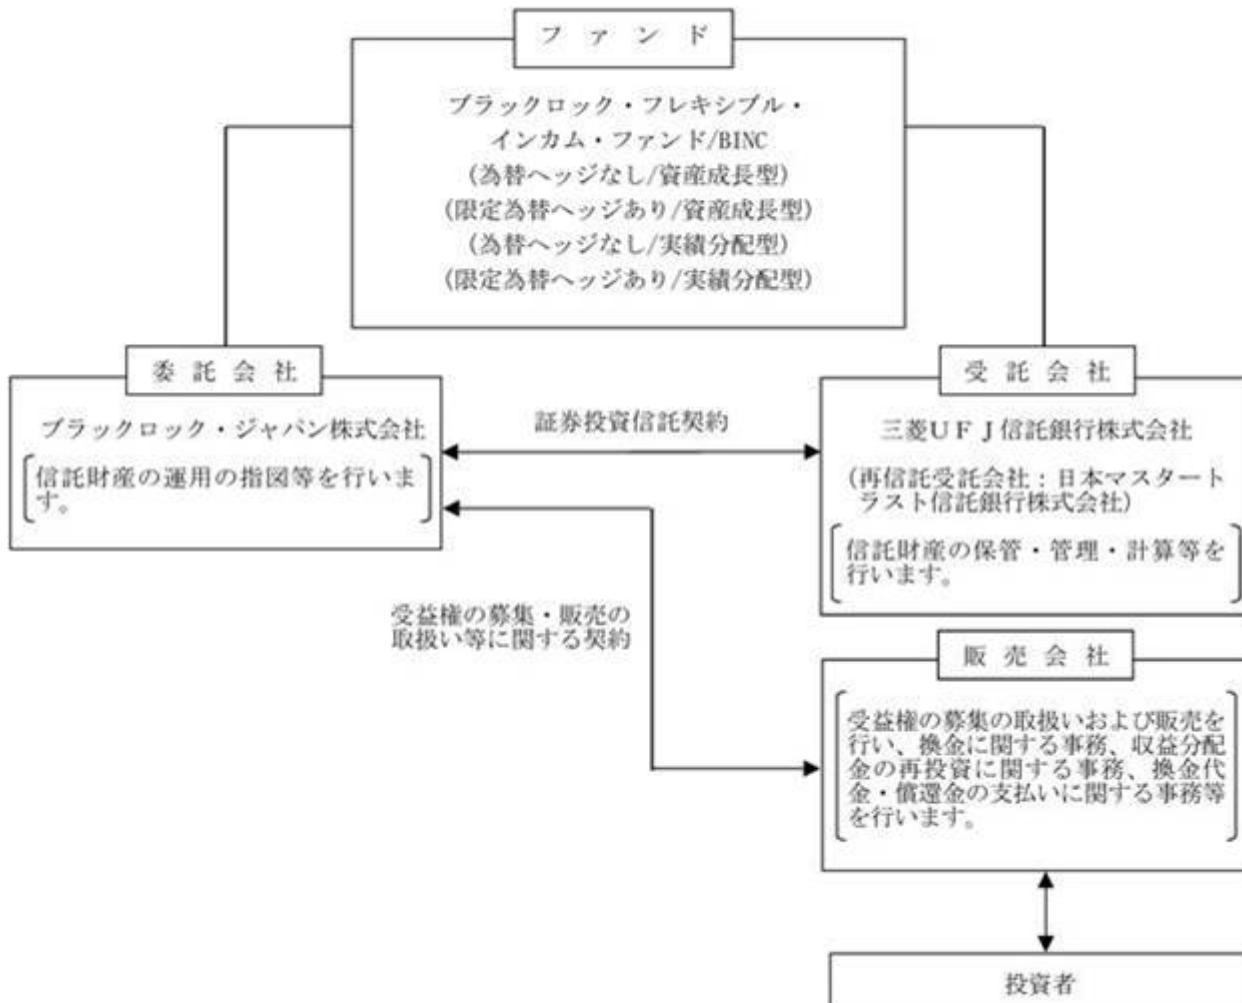 ファンド
ブラックロック・フレキシブル・
インカム・ファンド/BINC
(為替ヘッジなし/資産成長型)
(限定為替ヘッジあり/資産成長型)
(為替ヘッジなし/実績分配型)
(限定為替ヘッジあり/実績分配型)
委託会社
ブラックロック・ジャパン株式会社
信託財産の運用の指図等を行いま
す。
証券投資信託契約
受託会社
三菱ＵＦＪ信託銀行株式会社
(再信託受託会社：日本マスタート
ラスト信託銀行株式会社)
信託財産の保管・管理・計算等を
行います。
受益権の募集・販売の
取扱い等に関する契約
販売会社
受益権の募集の取扱いおよび販売を
行い、換金に関する事務、収益分配
金の再投資に関する事務、換金代
金・償還金の支払いに関する事務等
を行います。
投資者